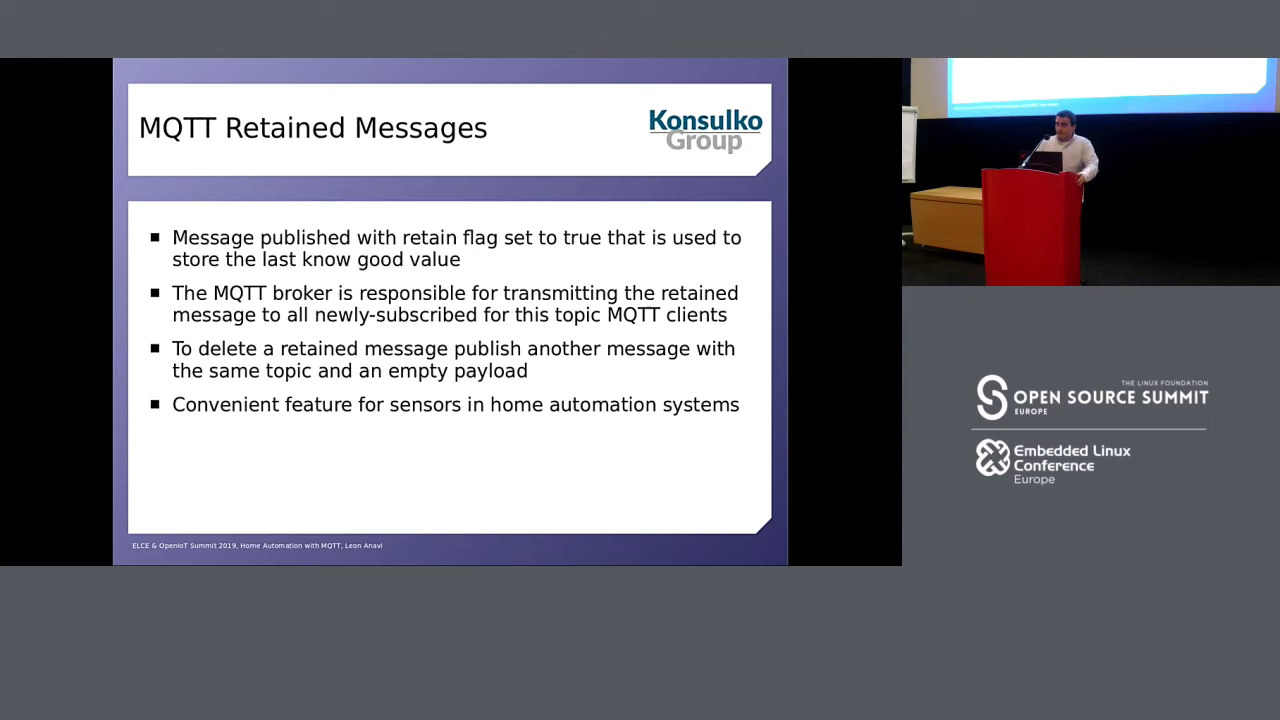 MQTT Retained Messages
Konsulko
Group
Message published with retain flag set to true that is used to
store the last know good value
The MQTT broker is responsible for transmitting the retained
message to all newly-subscribed for this topic MQTT clients
To delete a retained message publish another message with
the same topic and an empty payload
Convenient feature for sensors in home automation systems
ELCE & OpenIoT Summit 2019, Home Automation with MQTT, Leon Anavi
THE LINUX FOUNDATION
OPEN SOURCE SUMMIT
EUROPE
Embedded Linux
Conference
Europe